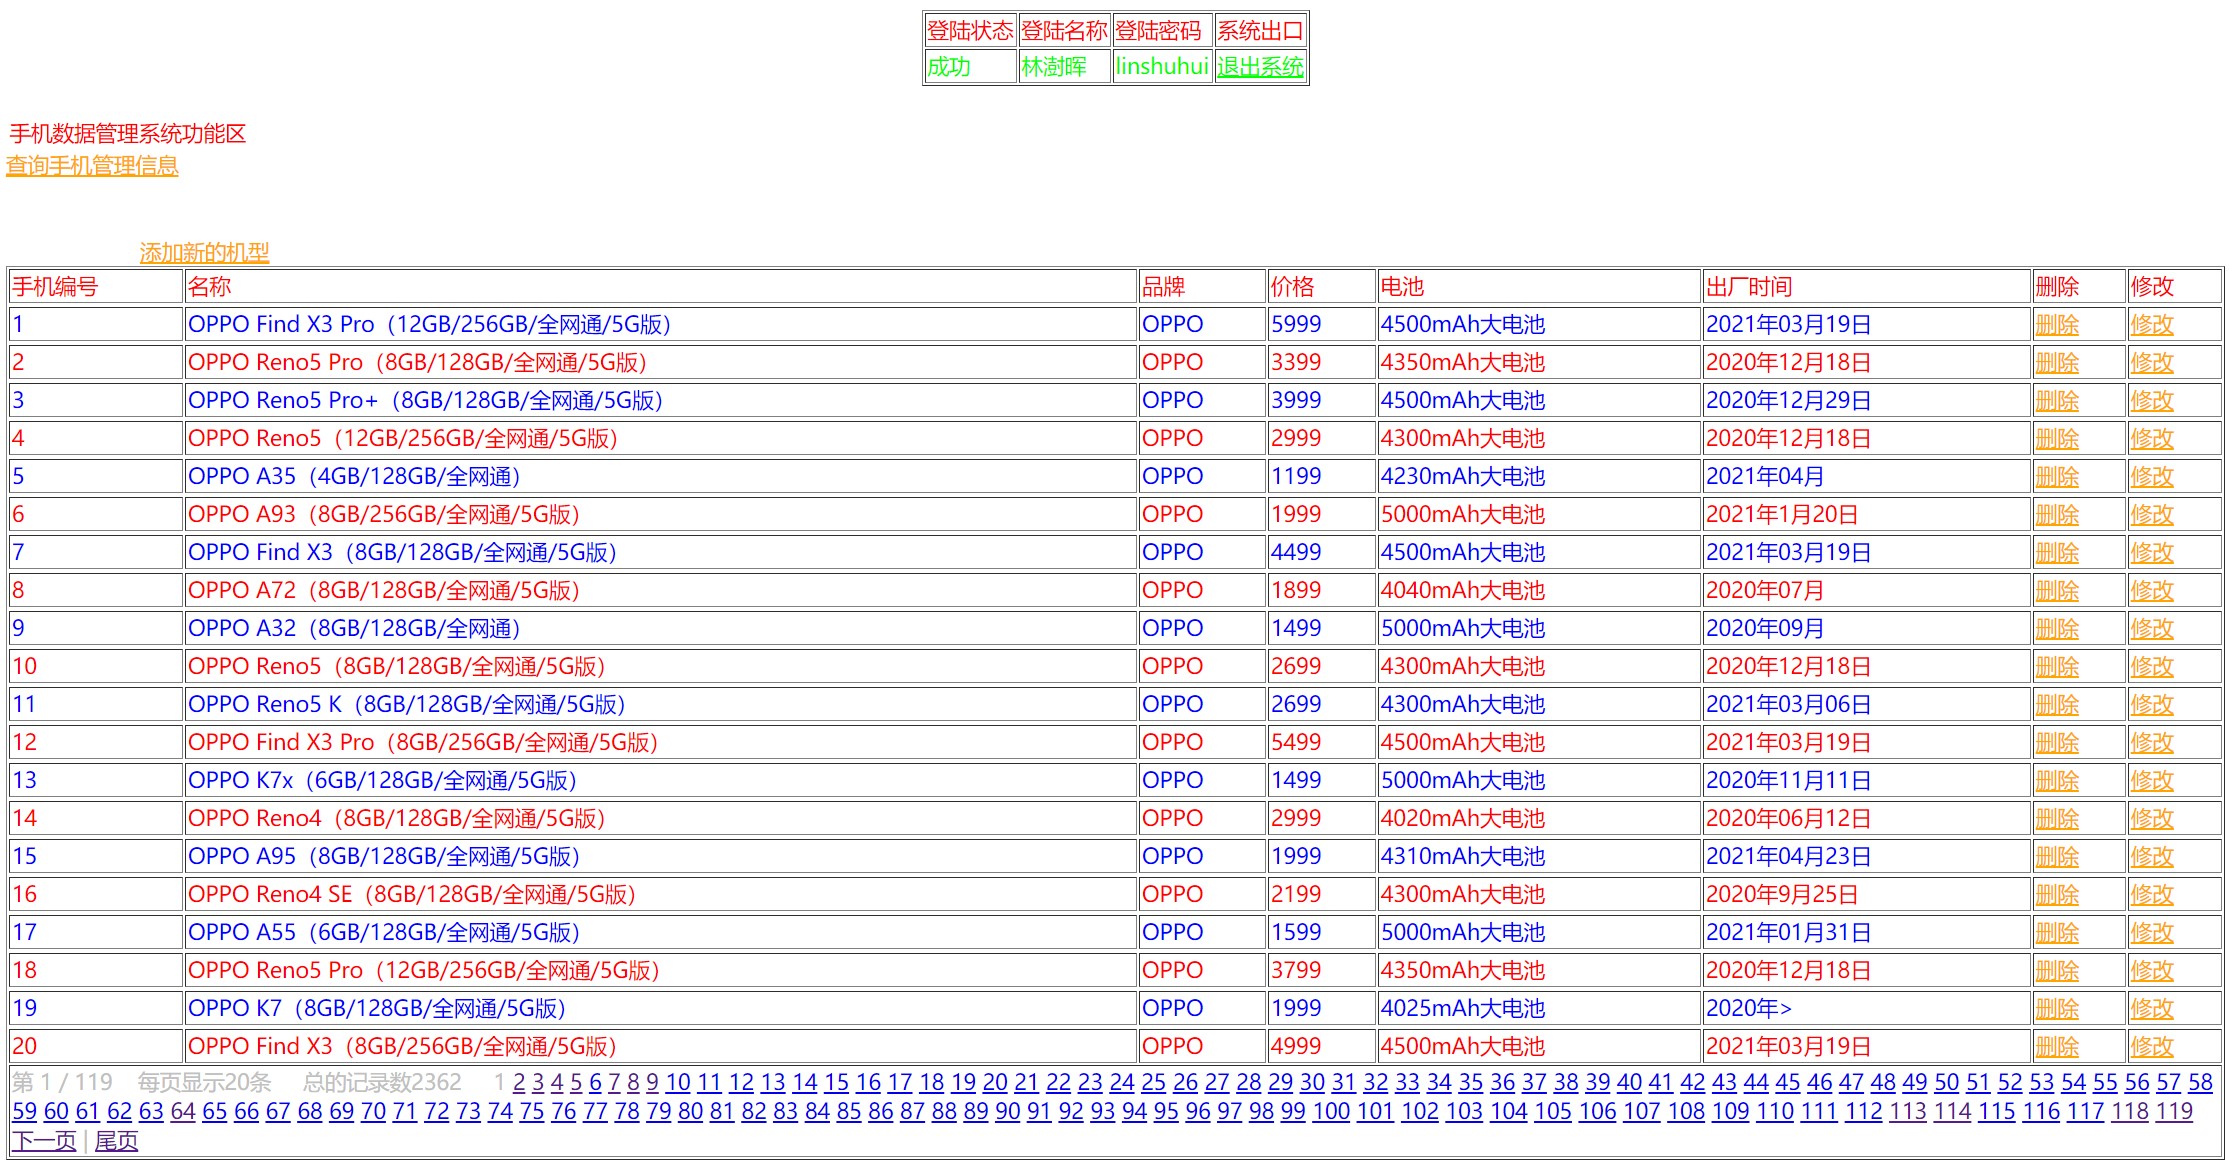 登陆状态 登陆名称 登陆密码 系统出口
成功 林澍晖 linshuhui 退出系统
手机数据管理系统功能区
查询手机管理信息
添加新的机型
手机编号 名称 品牌 价格 电池 出厂时间 删除 修改
1 OPPO Find X3 Pro（12GB/256GB/全网通/5G版） OPPO 5999 4500mAh大电池 2021年03月19日 删除 修改
2 OPPO Reno5 Pro（8GB/128GB/全网通/5G版） OPPO 3399 4350mAh大电池 2020年12月18日 删除 修改
3 OPPO Reno5 Pro+（8GB/128GB/全网通/5G版） OPPO 3999 4500mAh大电池 2020年12月29日 删除 修改
4 OPPO Reno5（12GB/256GB/全网通/5G版） OPPO 2999 4300mAh大电池 2020年12月18日 删除 修改
5 OPPO A35（4GB/128GB/全网通） OPPO 1199 4230mAh大电池 2021年04月 删除 修改
6 OPPO A93（8GB/256GB/全网通/5G版） OPPO 1999 5000mAh大电池 2021年1月20日 删除 修改
7 OPPO Find X3（8GB/128GB/全网通/5G版） OPPO 4499 4500mAh大电池 2021年03月19日 删除 修改
8 OPPO A72（8GB/128GB/全网通/5G版） OPPO 1899 4040mAh大电池 2020年07月 删除 修改
9 OPPO A32（8GB/128GB/全网通） OPPO 1499 5000mAh大电池 2020年09月 删除 修改
10 OPPO Reno5（8GB/128GB/全网通/5G版） OPPO 2699 4300mAh大电池 2020年12月18日 删除 修改
11 OPPO Reno5 K（8GB/128GB/全网通/5G版） OPPO 2699 4300mAh大电池 2021年03月06日 删除 修改
12 OPPO Find X3 Pro（8GB/256GB/全网通/5G版） OPPO 5499 4500mAh大电池 2021年03月19日 删除 修改
13 OPPO K7x（6GB/128GB/全网通/5G版） OPPO 1499 5000mAh大电池 2020年11月11日 删除 修改
14 OPPO Reno4（8GB/128GB/全网通/5G版） OPPO 2999 4020mAh大电池 2020年06月12日 删除 修改
15 OPPO A95（8GB/128GB/全网通/5G版） OPPO 1999 4310mAh大电池 2021年04月23日 删除 修改
16 OPPO Reno4 SE（8GB/128GB/全网通/5G版） OPPO 2199 4300mAh大电池 2020年9月25日 删除 修改
17 OPPO A55（6GB/128GB/全网通/5G版） OPPO 1599 5000mAh大电池 2021年01月31日 删除 修改
18 OPPO Reno5 Pro（12GB/256GB/全网通/5G版） OPPO 3799 4350mAh大电池 2020年12月18日 删除 修改
19 OPPO K7（8GB/128GB/全网通/5G版） OPPO 1999 4025mAh大电池 2020年> 删除 修改
20 OPPO Find X3（8GB/256GB/全网通/5G版） OPPO 4999 4500mAh大电池 2021年03月19日 删除 修改
第 1 / 119 每页显示20条 总的记录数2362 1 2 3 4 5 6 7 8 9 10 11 12 13 14 15 16 17 18 19 20 21 22 23 24 25 26 27 28 29 30 31 32 33 34 35 36 37 38 39 40 41 42 43 44 45 46 47 48 49 50 51 52 53 54 55 56 57 58
59 60 61 62 63 64 65 66 67 68 69 70 71 72 73 74 75 76 77 78 79 80 81 82 83 84 85 86 87 88 89 90 91 92 93 94 95 96 97 98 99 100 101 102 103 104 105 106 107 108 109 110 111 112 113 114 115 116 117 118 119
下一页 | 尾页